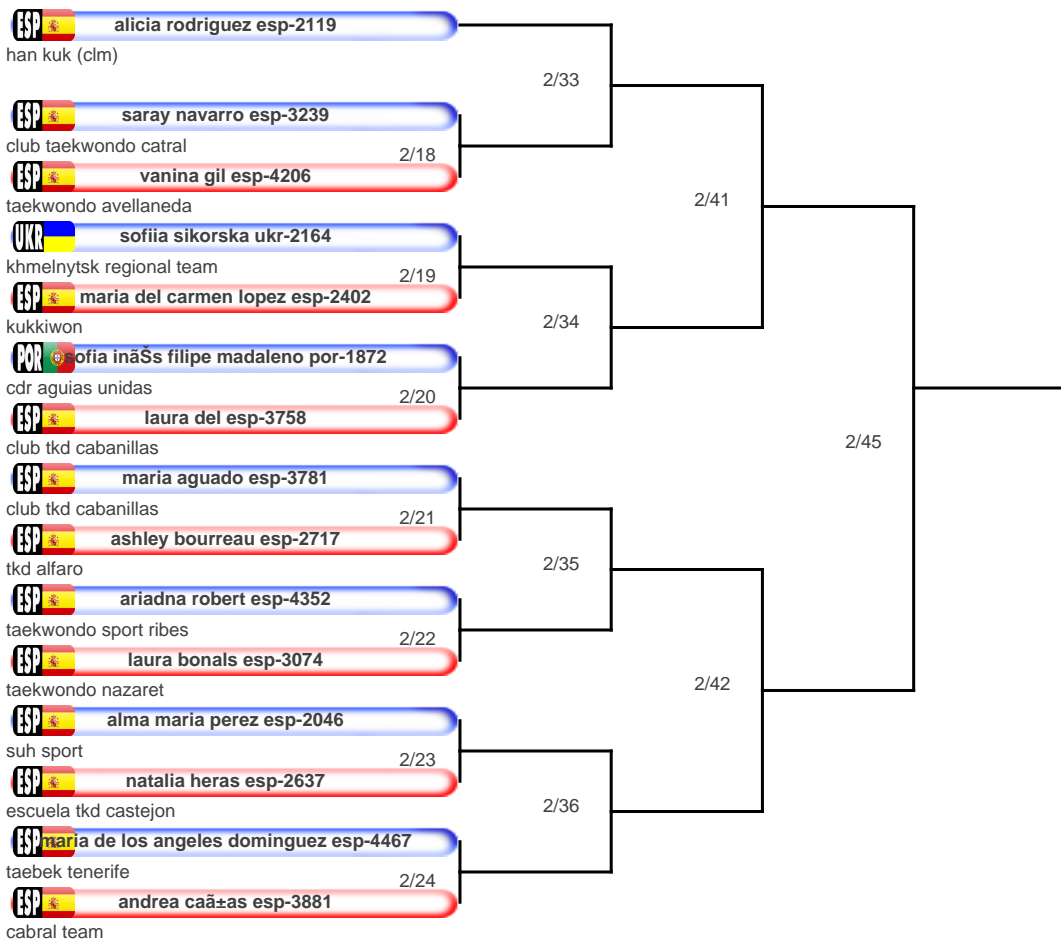 ESP alicia rodriguez esp-2119
han kuk (clm)
2/33
ESP saray navarro esp-3239
club taekwondo catral
2/18
ESP vanina gil esp-4206
taekwondo avellaneda
2/41
UKR sofiia sikorska ukr-2164
khmelnytsk regional team
2/19
ESP maria del carmen lopez esp-2402
kukkiwon
2/34
POR sofia inãŠs filipe madaleno por-1872
cdr aguias unidas
2/20
ESP laura del esp-3758
club tkd cabanillas
2/45
ESP maria aguado esp-3781
club tkd cabanillas
2/21
ESP ashley bourreau esp-2717
tkd alfaro
2/35
ESP ariadna robert esp-4352
taekwondo sport ribes
2/22
ESP laura bonals esp-3074
taekwondo nazaret
2/42
ESP alma maria perez esp-2046
suh sport
2/23
ESP natalia heras esp-2637
escuela tkd castejon
2/36
ESP maria de los angeles dominguez esp-4467
taebek tenerife
2/24
ESP andrea caã±as esp-3881
cabral team